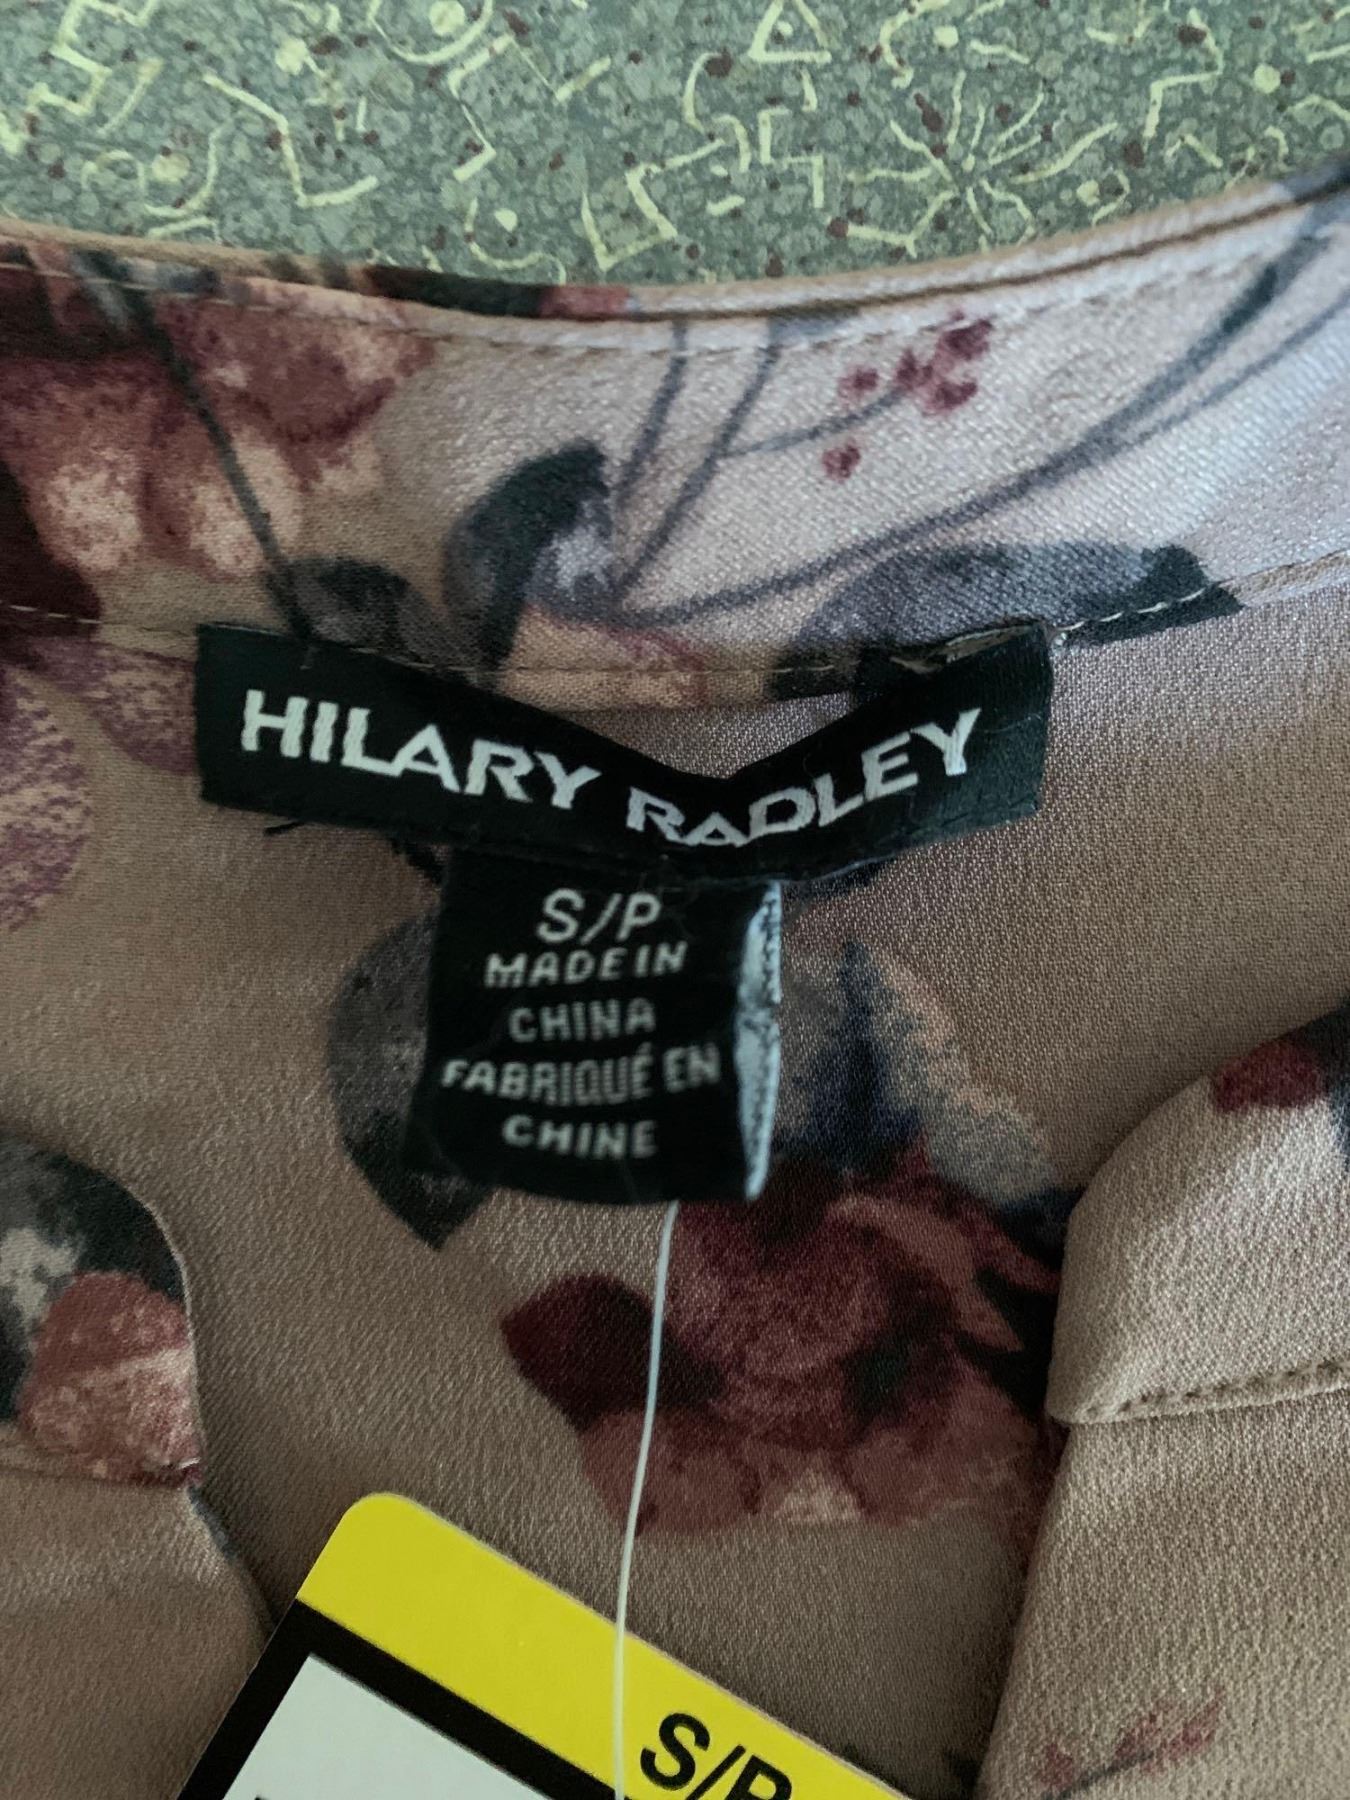 HILARY RADLEY
S/P
MADE IN
CHINA
FABRIQUÉ EN
CHINE
S/P